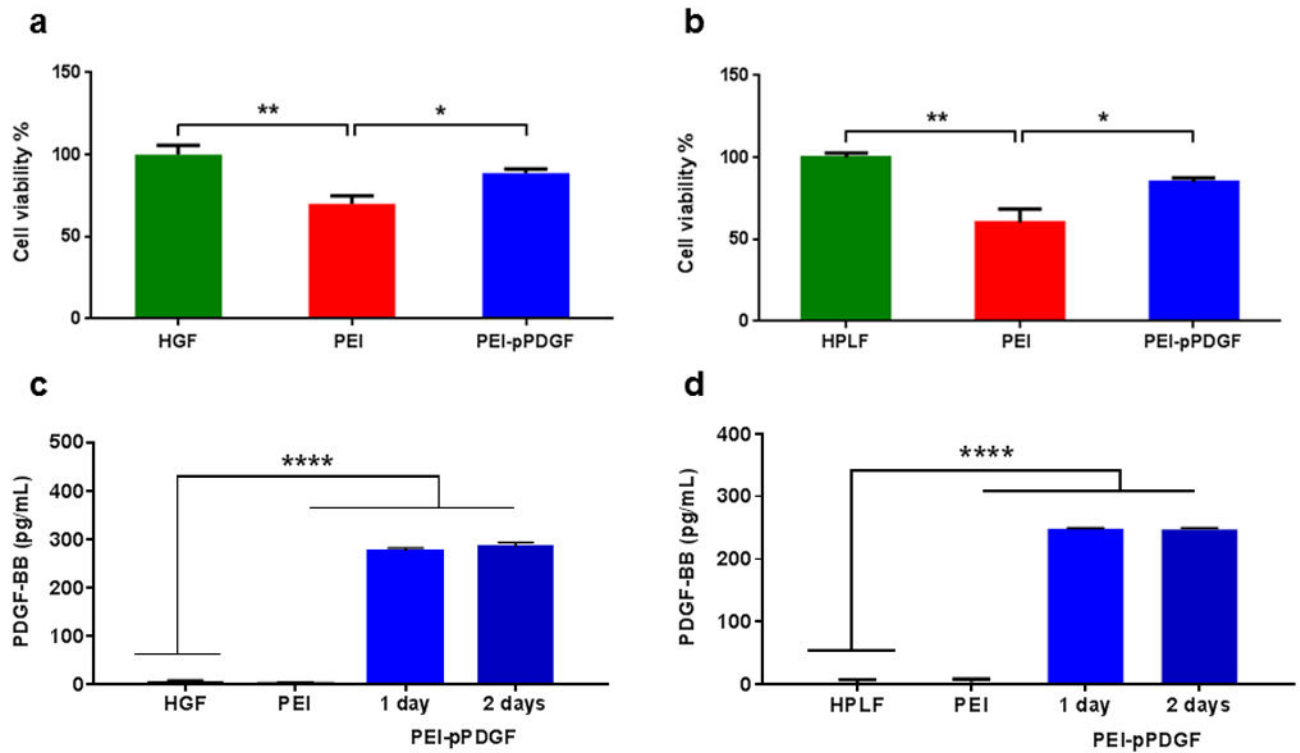 a
150
100
50
0
Cell viability %
**
*
HGF PEI PEI-pPDGF
b
150
100
50
0
Cell viability %
**
*
HPLF PEI PEI-pPDGF
c
500
400
300
200
100
0
PDGF-BB (pg/mL)
****
HGF PEI 1 day 2 days
PEI-pPDGF
d
400
300
200
100
0
PDGF-BB (pg/mL)
****
HPLF PEI 1 day 2 days
PEI-pPDGF